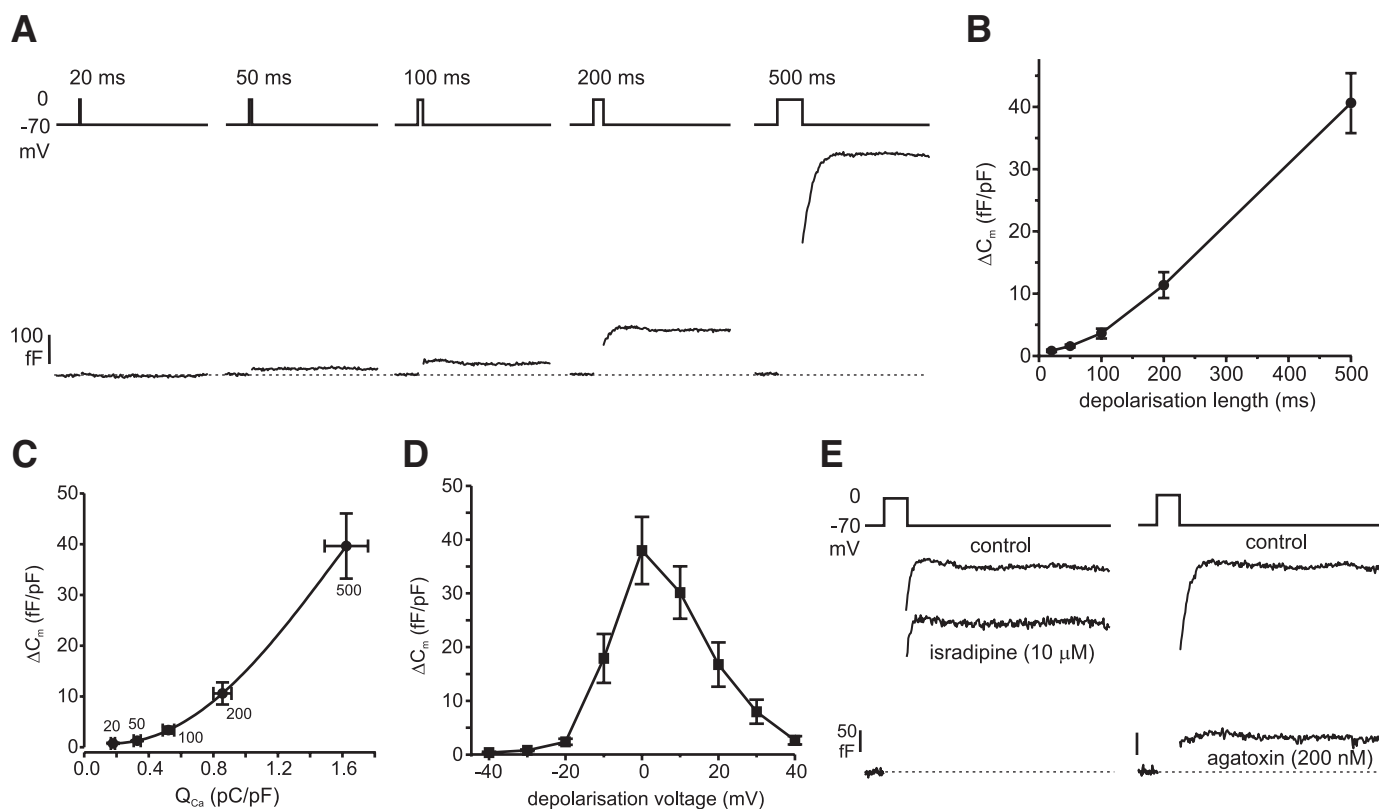 A
20 ms 50 ms 100 ms 200 ms 500 ms
0
-70
mV
100
fF
B
40
30
20
10
0
ΔCm (fF/pF)
0 100 200 300 400 500
depolarisation length (ms)
C
50
40
30
20
10
0
ΔCm (fF/pF)
20 50 100 200 500
0.0 0.4 0.8 1.2 1.6
QCa (pC/pF)
D
50
40
30
20
10
0
ΔCm (fF/pF)
-40 -20 0 20 40
depolarisation voltage (mV)
E
0
-70
mV
control
isradipine (10 μM)
50
fF
0
-70
control
agatoxin (200 nM)